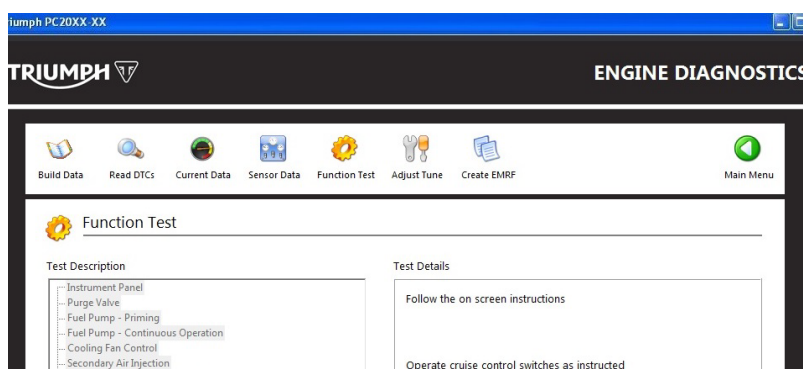 iumph PC20XX-XX
TRIUMPH
ENGINE DIAGNOSTICS
Build Data Read DTCs Current Data Sensor Data Function Test Adjust Tune Create EMRF Main Menu
Function Test
Test Description Test Details
Instrument Panel
Follow the on screen instructions
Purge Valve
Fuel Pump - Priming
Fuel Pump - Continuous Operation
Cooling Fan Control
Secondary Air Injection
Operate cruise control switches as instructed